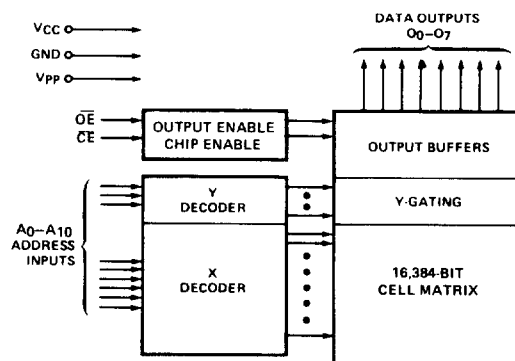 DATA OUTPUTS
O0–O7
VCC
GND
VPP
OE
CE
OUTPUT ENABLE
CHIP ENABLE
OUTPUT BUFFERS
Y
DECODER
Y-GATING
A0–A10
ADDRESS
INPUTS
X
DECODER
16,384-BIT
CELL MATRIX